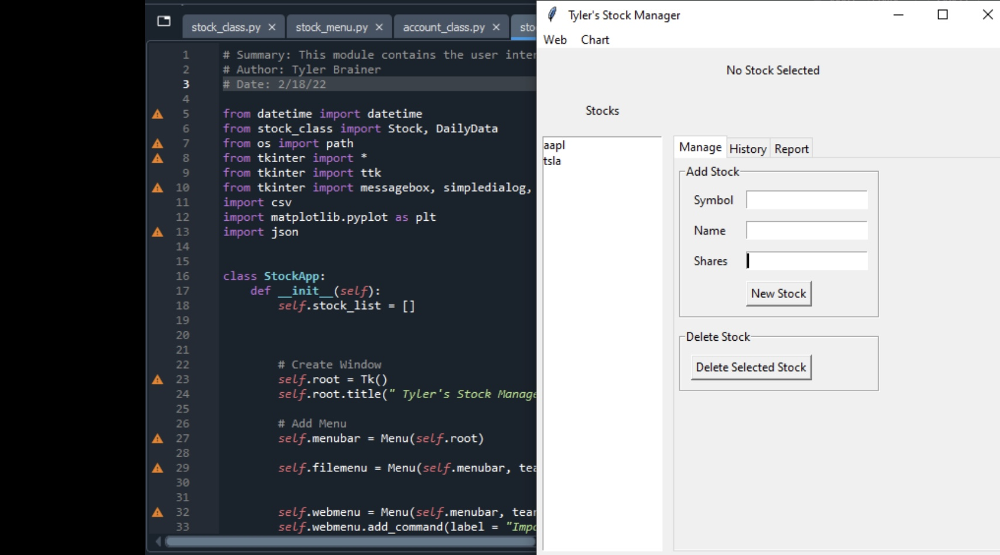 stock_class.py
stock_menu.py
account_class.py
sto
1 # Summary: This module contains the user inter
2 # Author: Tyler Brainer
3 # Date: 2/18/22
4
5 from datetime import datetime
6 from stock_class import Stock, DailyData
7 from os import path
8 from tkinter import *
9 from tkinter import ttk
10 from tkinter import messagebox, simpledialog,
11 import csv
12 import matplotlib.pyplot as plt
13 import json
14
15
16 class StockApp:
17 def __init__(self):
18 self.stock_list = []
19
20
21
22 # Create Window
23 self.root = Tk()
24 self.root.title(" Tyler's Stock Manage
25
26 # Add Menu
27 self.menubar = Menu(self.root)
28
29 self.filemenu = Menu(self.menubar, tea
30
31
32 self.webmenu = Menu(self.menubar, tear
33 self.webmenu.add_command(label = "Impo
Tyler's Stock Manager
Web Chart
No Stock Selected
Stocks
aapl
tsla
Manage History Report
Add Stock
Symbol
Name
Shares
New Stock
Delete Stock
Delete Selected Stock